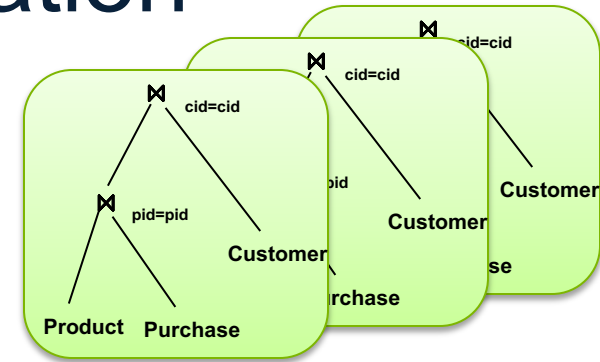 ation
cid=cid
pid=pid
Customer
Product Purchase
cid=cid
pid
Customer
rchase
cid=cid
Customer
se